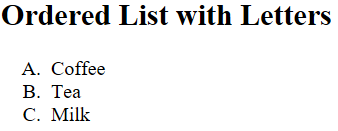 Ordered List with Letters
A. Coffee
B. Tea
C. Milk